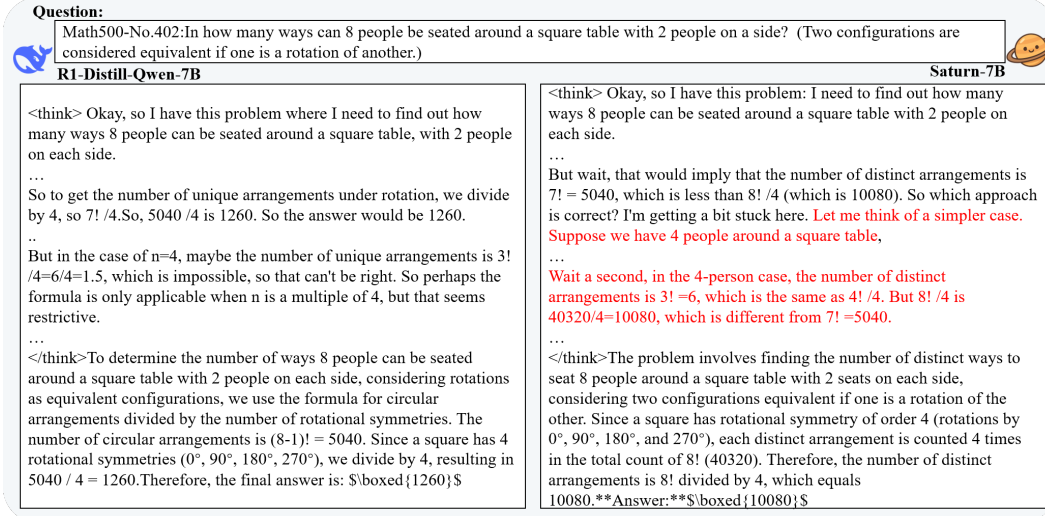 Question:
Math500-No.402:In how many ways can 8 people be seated around a square table with 2 people on a side?  (Two configurations are
considered equivalent if one is a rotation of another.)
R1-Distill-Qwen-7B
<think> Okay, so I have this problem where I need to find out how
many ways 8 people can be seated around a square table, with 2 people
on each side.
…
So to get the number of unique arrangements under rotation, we divide
by 4, so 7! /4.So, 5040 /4 is 1260. So the answer would be 1260.
..
But in the case of n=4, maybe the number of unique arrangements is 3!
/4=6/4=1.5, which is impossible, so that can't be right. So perhaps the
formula is only applicable when n is a multiple of 4, but that seems
restrictive.
…
</think>To determine the number of ways 8 people can be seated
around a square table with 2 people on each side, considering rotations
as equivalent configurations, we use the formula for circular
arrangements divided by the number of rotational symmetries. The
number of circular arrangements is (8-1)! = 5040. Since a square has 4
rotational symmetries (0°, 90°, 180°, 270°), we divide by 4, resulting in
5040 / 4 = 1260.Therefore, the final answer is: $\boxed{1260}$
Saturn-7B
<think> Okay, so I have this problem: I need to find out how many
ways 8 people can be seated around a square table with 2 people on
each side.
…
But wait, that would imply that the number of distinct arrangements is
7! = 5040, which is less than 8! /4 (which is 10080). So which approach
is correct? I'm getting a bit stuck here. Let me think of a simpler case.
Suppose we have 4 people around a square table,
…
Wait a second, in the 4-person case, the number of distinct
arrangements is 3! =6, which is the same as 4! /4. But 8! /4 is
40320/4=10080, which is different from 7! =5040.
…
</think>The problem involves finding the number of distinct ways to
seat 8 people around a square table with 2 seats on each side,
considering two configurations equivalent if one is a rotation of the
other. Since a square has rotational symmetry of order 4 (rotations by
0°, 90°, 180°, and 270°), each distinct arrangement is counted 4 times
in the total count of 8! (40320). Therefore, the number of distinct
arrangements is 8! divided by 4, which equals
10080.**Answer:**$\boxed{10080}$